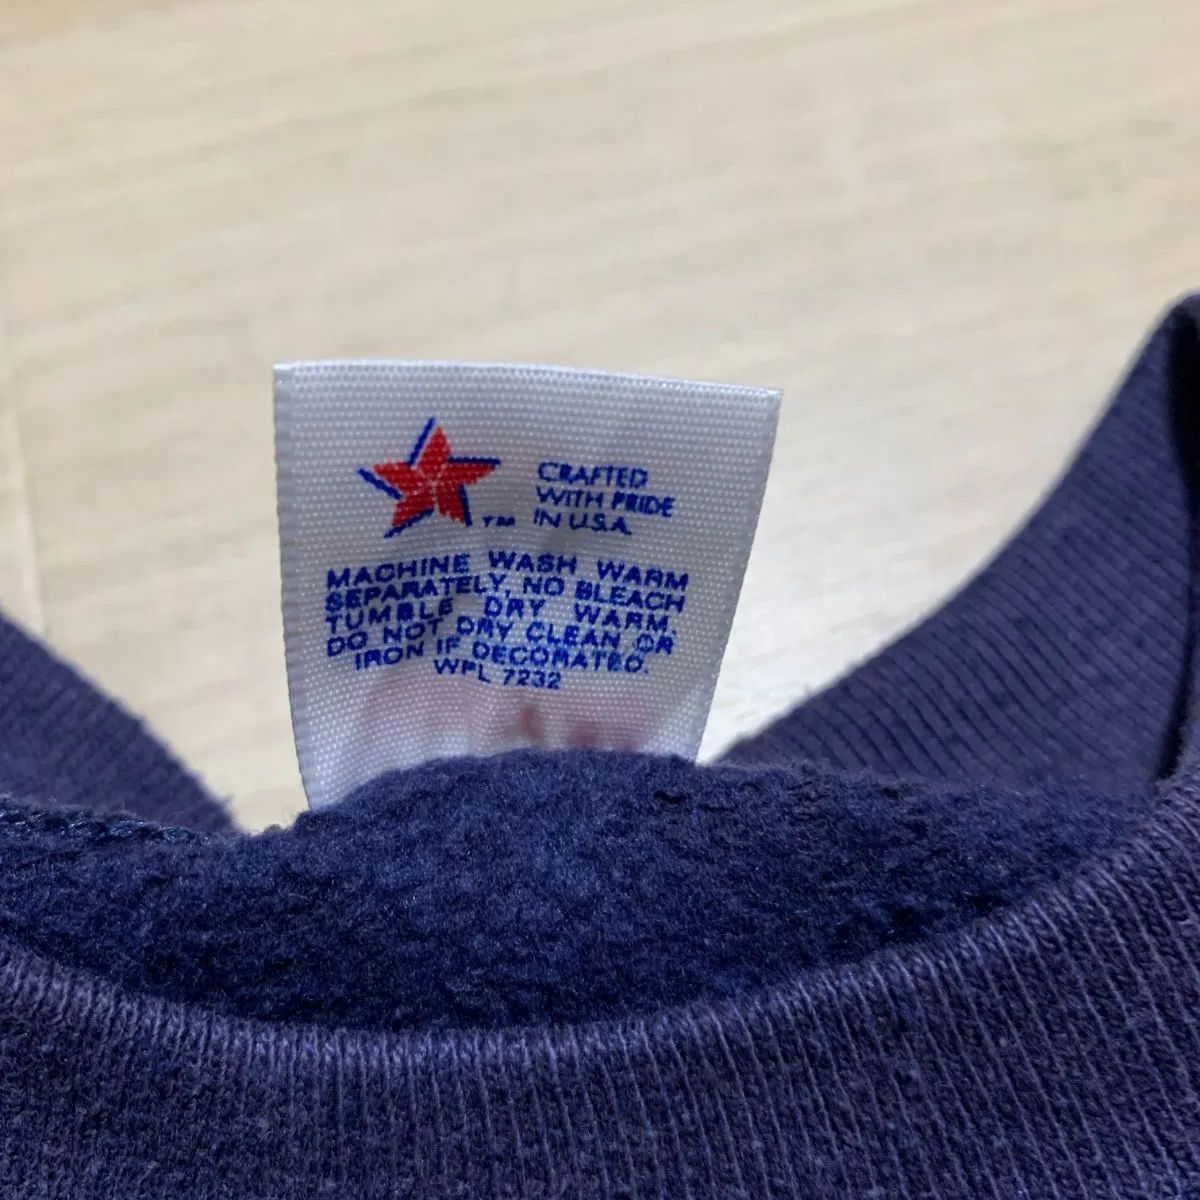 CRAFTED
WITH PRIDE
IN U.S.A.
TM
MACHINE WASH WARM
SEPARATELY, NO BLEACH
TUMBLE DRY WARM,
DO NOT DRY CLEAN OR
IRON IF DECORATED.
WPL 7232